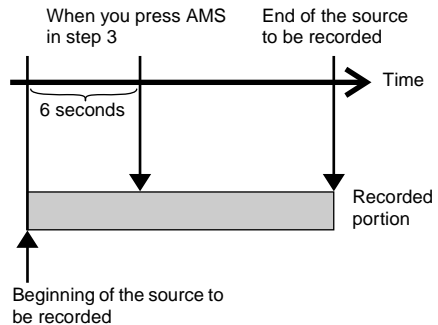 When you press AMS
in step 3
End of the source
to be recorded
Time
6 seconds
Recorded
portion
Beginning of the source to
be recorded